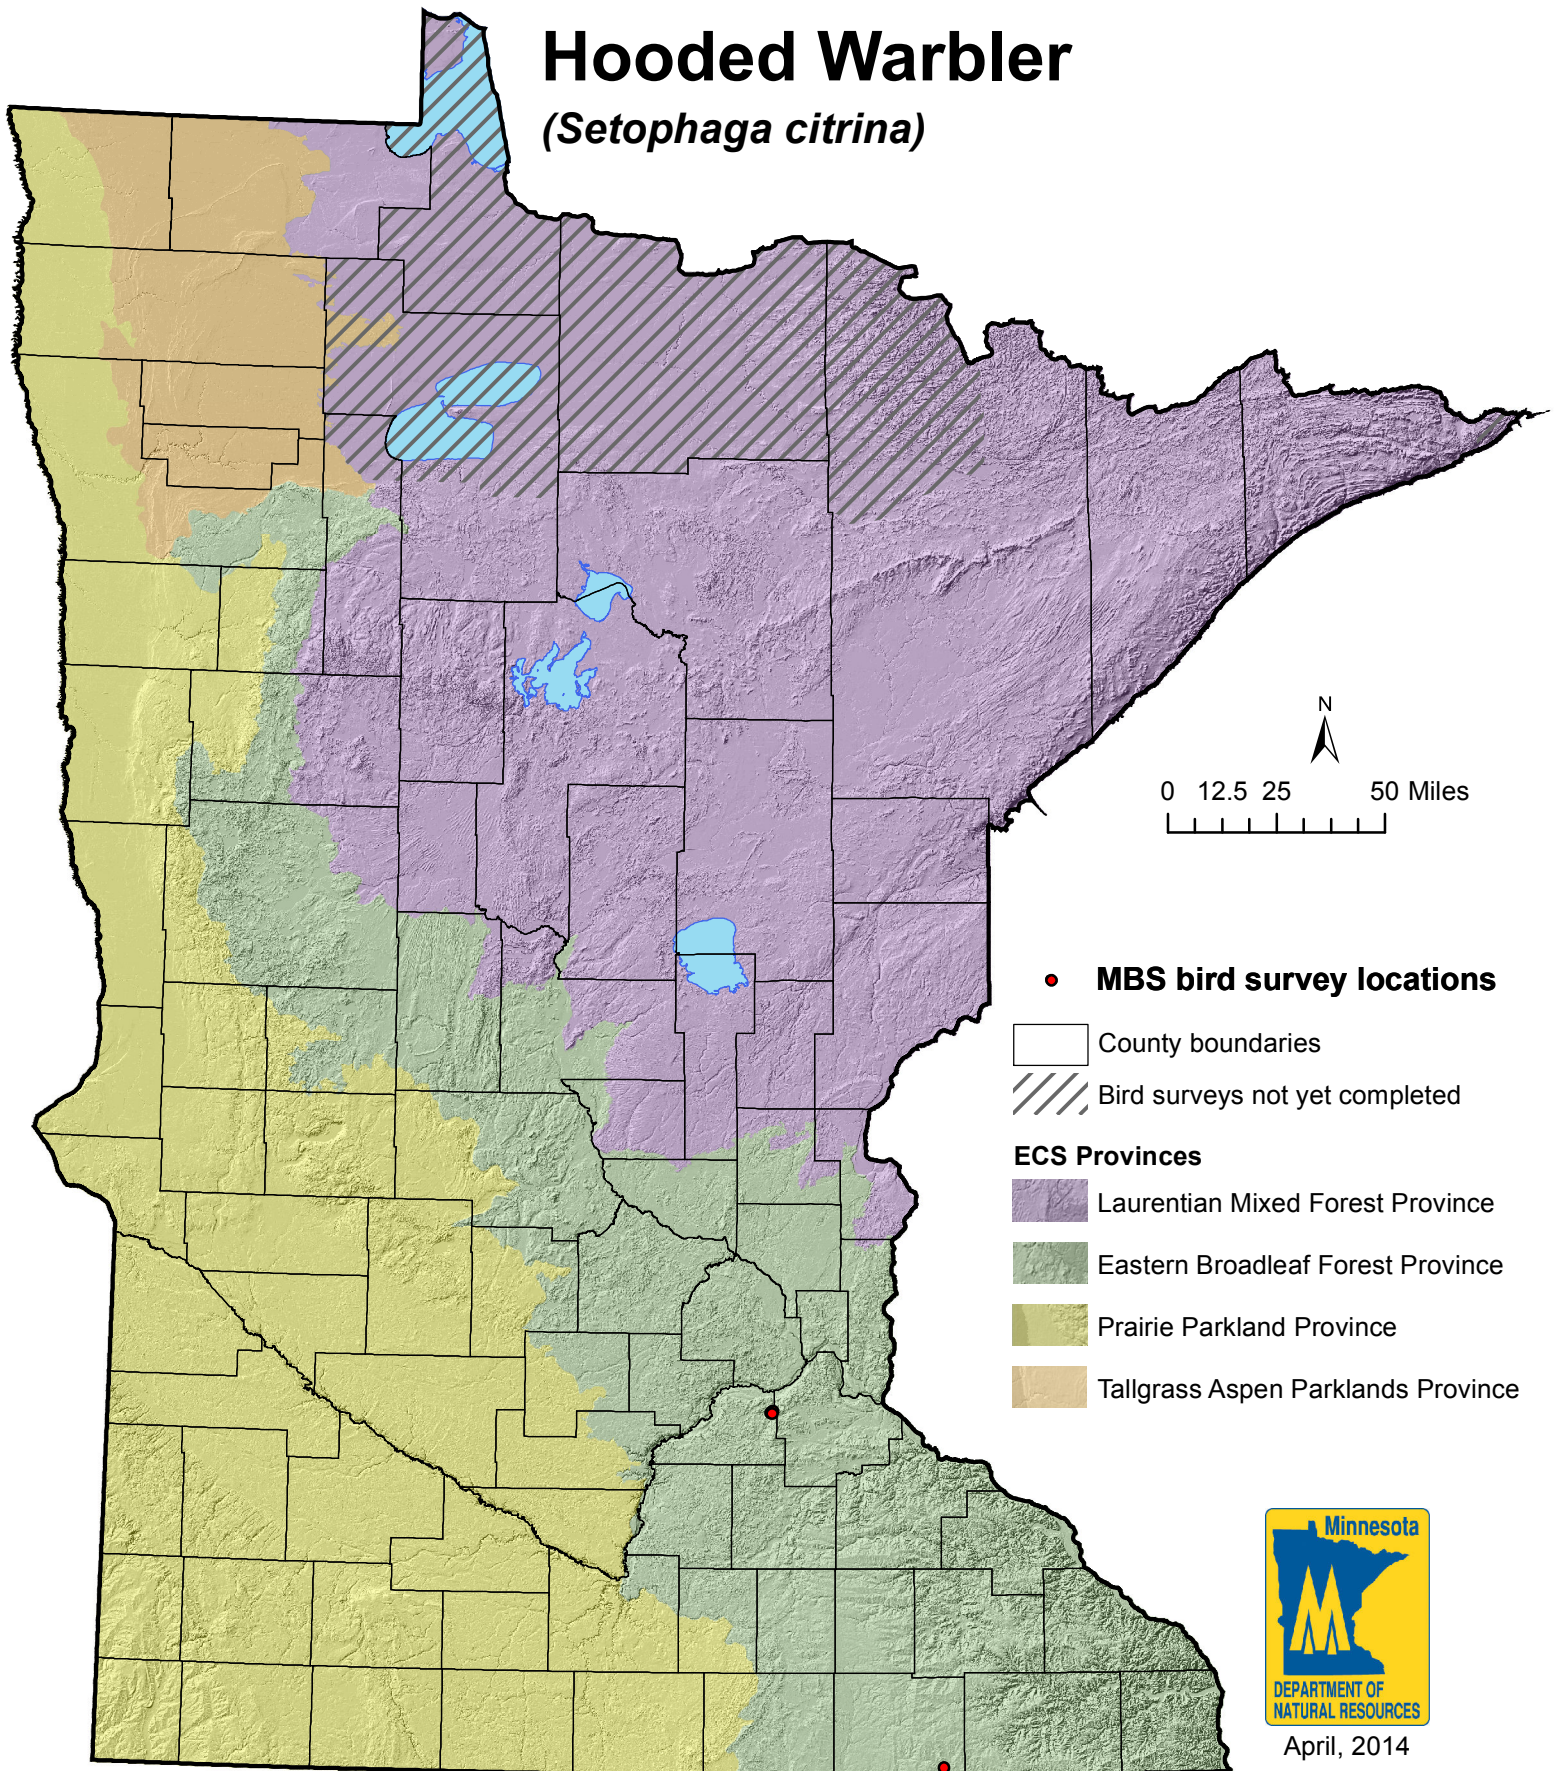 Hooded Warbler
(Setophaga citrina)
N
0 12.5 25 50 Miles
MBS bird survey locations
County boundaries
Bird surveys not yet completed
ECS Provinces
Laurentian Mixed Forest Province
Eastern Broadleaf Forest Province
Prairie Parkland Province
Tallgrass Aspen Parklands Province
Minnesota
DEPARTMENT OF
NATURAL RESOURCES
April, 2014